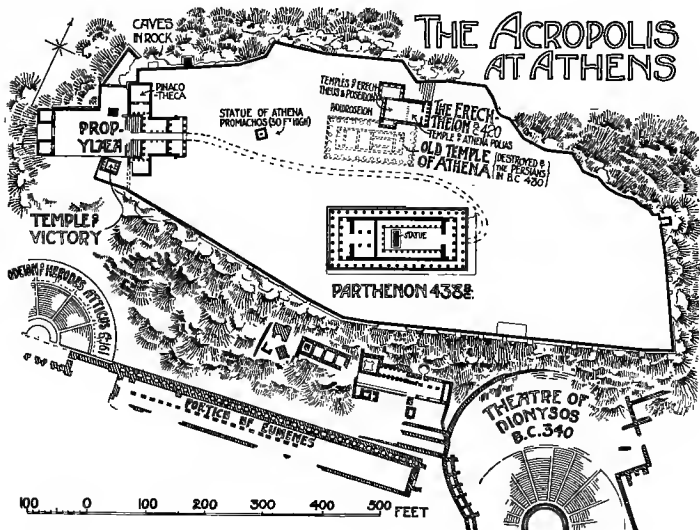 THE ACROPOLIS
AT ATHENS
CAVES
IN ROCK
PINACO
-THECA
PROP-
YLAEA
STATUE OF ATHENA
PROMACHOS (30 FT HIGH)
TEMPLES OF ERECH-
THEUS & POSEIDON
PANDROSEION
THE ERECH-
THEION B.C. 420
TEMPLE OF ATHENA POLIAS
OLD TEMPLE
OF ATHENA
(DESTROYED BY
THE PERSIANS
IN B.C 480)
TEMPLE OF
VICTORY
STATUE
PARTHENON 438 B.C.
ODEION OF HERODES ATTICUS
PORTICE OF EUMENES
THEATRE OF
DIONYSOS
B.C. 340
100 0 100 200 300 400 500 FEET